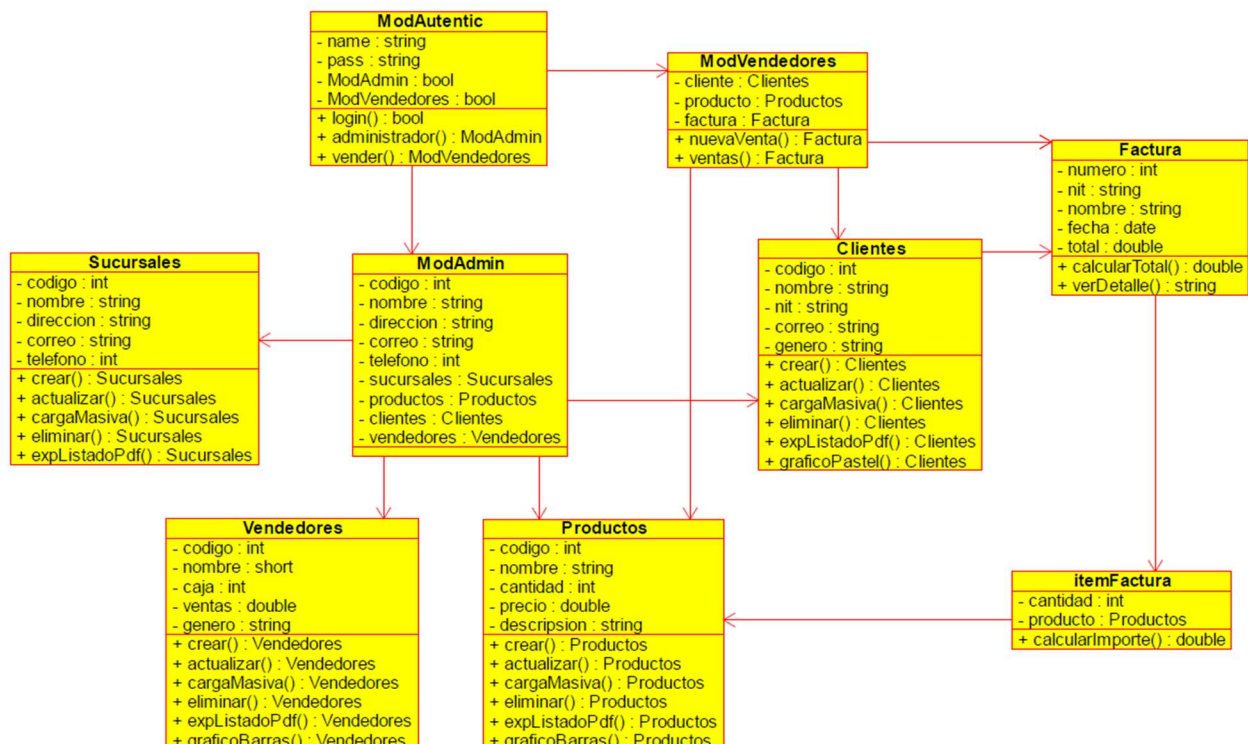 ModAutentic
- name : string
- pass : string
- ModAdmin : bool
- ModVendedores : bool
+ login() : bool
+ administrador() : ModAdmin
+ vender() : ModVendedores
ModVendedores
- cliente : Clientes
- producto : Productos
- factura : Factura
+ nuevaVenta() : Factura
+ ventas() : Factura
Factura
- numero : int
- nit : string
- nombre : string
- fecha : date
- total : double
+ calcularTotal() : double
+ verDetalle() : string
Sucursales
- codigo : int
- nombre : string
- direccion : string
- correo : string
- telefono : int
+ crear() : Sucursales
+ actualizar() : Sucursales
+ cargaMasiva() : Sucursales
+ eliminar() : Sucursales
+ expListadoPdf() : Sucursales
ModAdmin
- codigo : int
- nombre : string
- direccion : string
- correo : string
- telefono : int
- sucursales : Sucursales
- productos : Productos
- clientes : Clientes
- vendedores : Vendedores
Clientes
- codigo : int
- nombre : string
- nit : string
- correo : string
- genero : string
+ crear() : Clientes
+ actualizar() : Clientes
+ cargaMasiva() : Clientes
+ eliminar() : Clientes
+ expListadoPdf() : Clientes
+ graficoPastel() : Clientes
Vendedores
- codigo : int
- nombre : short
- caja : int
- ventas : double
- genero : string
+ crear() : Vendedores
+ actualizar() : Vendedores
+ cargaMasiva() : Vendedores
+ eliminar() : Vendedores
+ expListadoPdf() : Vendedores
+ graficoBarras() : Vendedores
Productos
- codigo : int
- nombre : string
- cantidad : int
- precio : double
- descripsion : string
+ crear() : Productos
+ actualizar() : Productos
+ cargaMasiva() : Productos
+ eliminar() : Productos
+ expListadoPdf() : Productos
+ graficoBarras() : Productos
itemFactura
- cantidad : int
- producto : Productos
+ calcularImporte() : double